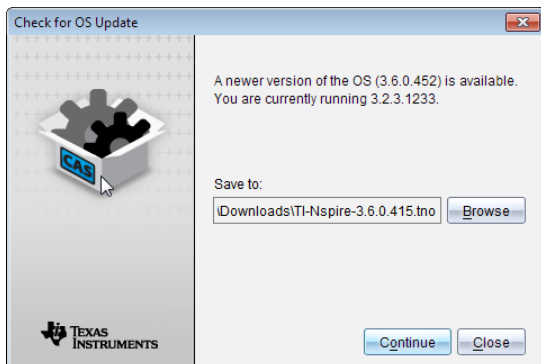 Check for OS Update
A newer version of the OS (3.6.0.452) is available.
You are currently running 3.2.3.1233.
CAS
Save to:
\Downloads\TI-Nspire-3.6.0.415.tno
Browse
TEXAS
INSTRUMENTS
Continue
Close